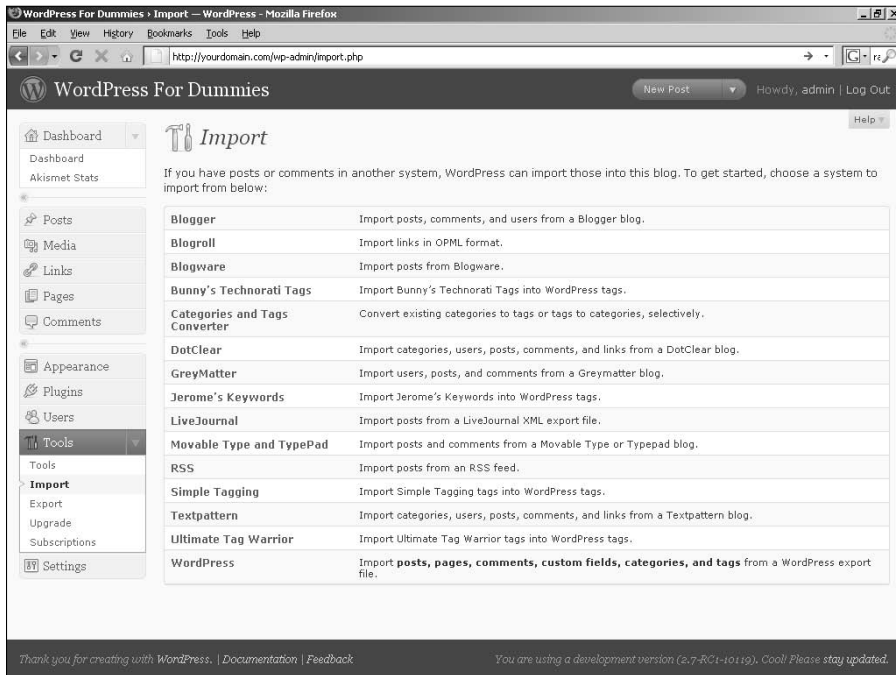 WordPress For Dummies › Import — WordPress - Mozilla Firefox
File Edit View History Bookmarks Tools Help
http://yourdomain.com/wp-admin/import.php
WordPress For Dummies
New Post
Howdy, admin | Log Out
Help
Dashboard
Dashboard
Akismet Stats
Posts
Media
Links
Pages
Comments
Appearance
Plugins
Users
Tools
Tools
Import
Export
Upgrade
Subscriptions
Settings
Import
If you have posts or comments in another system, WordPress can import those into this blog. To get started, choose a system to
import from below:
Blogger Import posts, comments, and users from a Blogger blog.
Blogroll Import links in OPML format.
Blogware Import posts from Blogware.
Bunny's Technorati Tags Import Bunny's Technorati Tags into WordPress tags.
Categories and Tags Convert existing categories to tags or tags to categories, selectively.
Converter
DotClear Import categories, users, posts, comments, and links from a DotClear blog.
GreyMatter Import users, posts, and comments from a Greymatter blog.
Jerome's Keywords Import Jerome's Keywords into WordPress tags.
LiveJournal Import posts from a LiveJournal XML export file.
Movable Type and TypePad Import posts and comments from a Movable Type or Typepad blog.
RSS Import posts from an RSS feed.
Simple Tagging Import Simple Tagging tags into WordPress tags.
Textpattern Import categories, users, posts, comments, and links from a Textpattern blog.
Ultimate Tag Warrior Import Ultimate Tag Warrior tags into WordPress tags.
WordPress Import posts, pages, comments, custom fields, categories, and tags from a WordPress export
file.
Thank you for creating with WordPress. | Documentation | Feedback
You are using a development version (2.7-RC1-10119). Cool! Please stay updated.